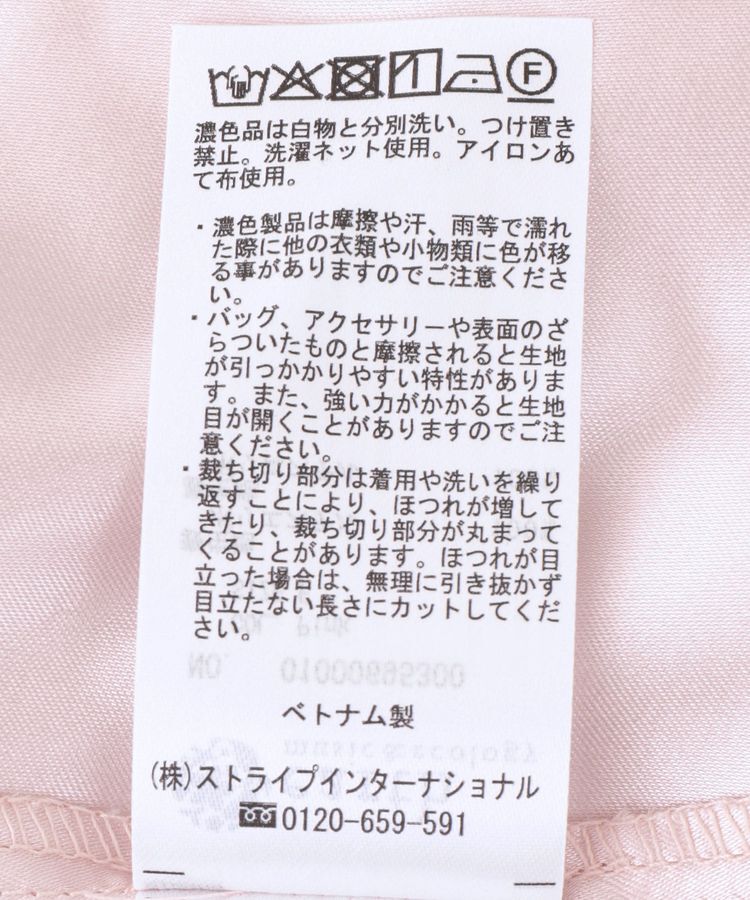 F
濃色品は白物と分別洗い。つけ置き
禁止。洗濯ネット使用。アイロンあ
て布使用。
・濃色製品は摩擦や汗、雨等で濡れ
た際に他の衣類や小物類に色が移
る事がありますのでご注意くださ
い。
・バッグ、アクセサリーや表面のざ
らついたものと摩擦されると生地
が引っかかりやすい特性がありま
す。また、強い力がかかると生地
目が開くことがありますのでご注
意ください。
・裁ち切り部分は着用や洗いを繰り
返すことにより、ほつれが増して
きたり、裁ち切り部分が丸まって
くることがあります。ほつれが目
立った場合は、無理に引き抜かず
目立たない長さにカットしてくだ
さい。
NO. 01000695300
ベトナム製
music&ecology
(株)ストライプインターナショナル
0120-659-591